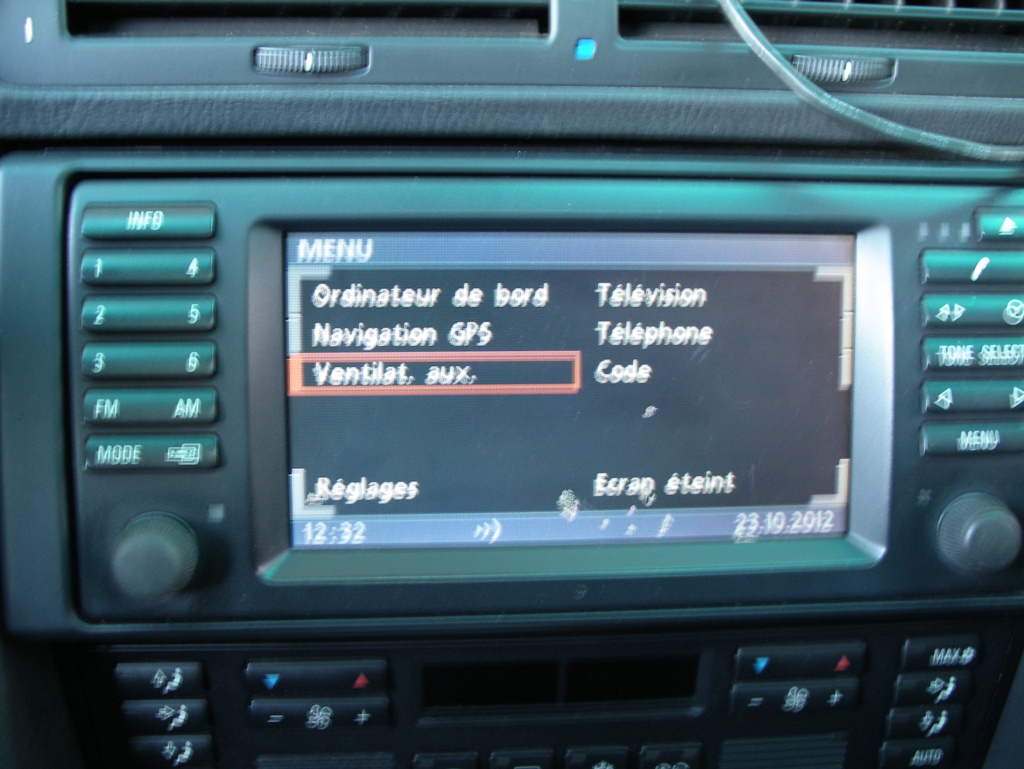 INFO
1 4
2 5
3 6
FM AM
MODE
MENU
Ordinateur de bord Télévision
Navigation GPS Téléphone
Ventilat. aux. Code
Réglages Ecran éteint
12:32 23.10.2012
TONE SELECT
MENU
MAX
AUTO